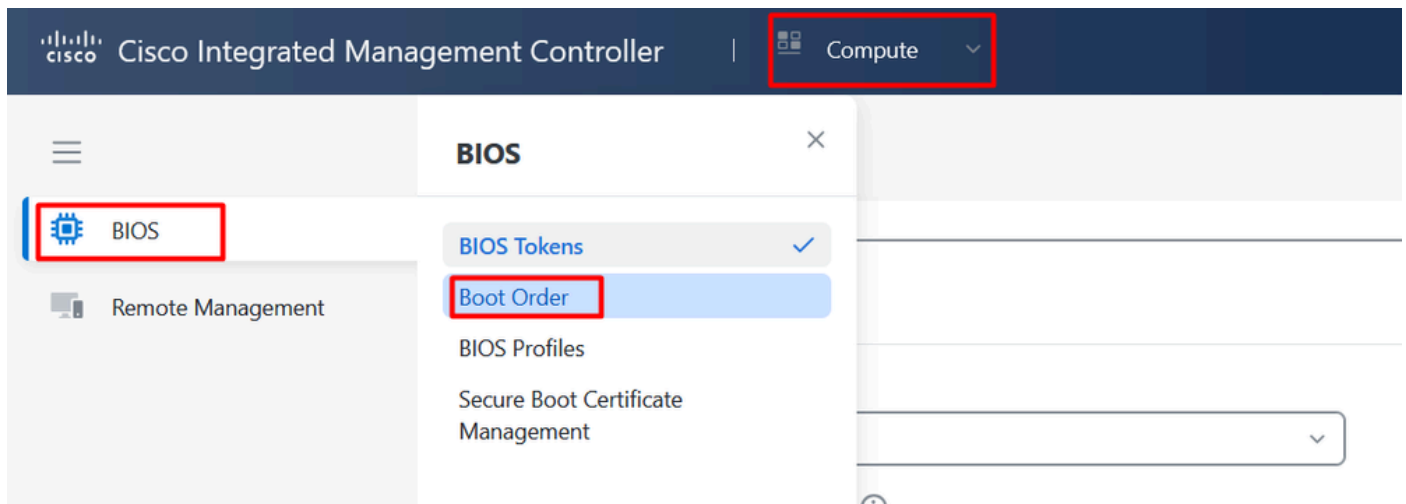 cisco Cisco Integrated Management Controller | Compute
BIOS
BIOS
Remote Management
BIOS Tokens
Boot Order
BIOS Profiles
Secure Boot Certificate
Management